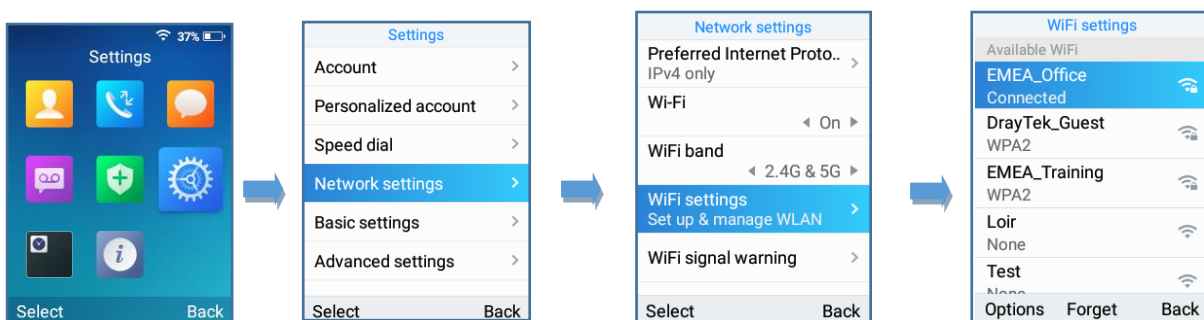 37%
Settings
Select Back
Settings
Account
Personalized account
Speed dial
Network settings
Basic settings
Advanced settings
Select Back
Network settings
Preferred Internet Proto..
IPv4 only
Wi-Fi
On
WiFi band
2.4G & 5G
WiFi settings
Set up & manage WLAN
WiFi signal warning
Select Back
WiFi settings
Available WiFi
EMEA_Office
Connected
DrayTek_Guest
WPA2
EMEA_Training
WPA2
Loir
None
Test
None
Options Forget Back